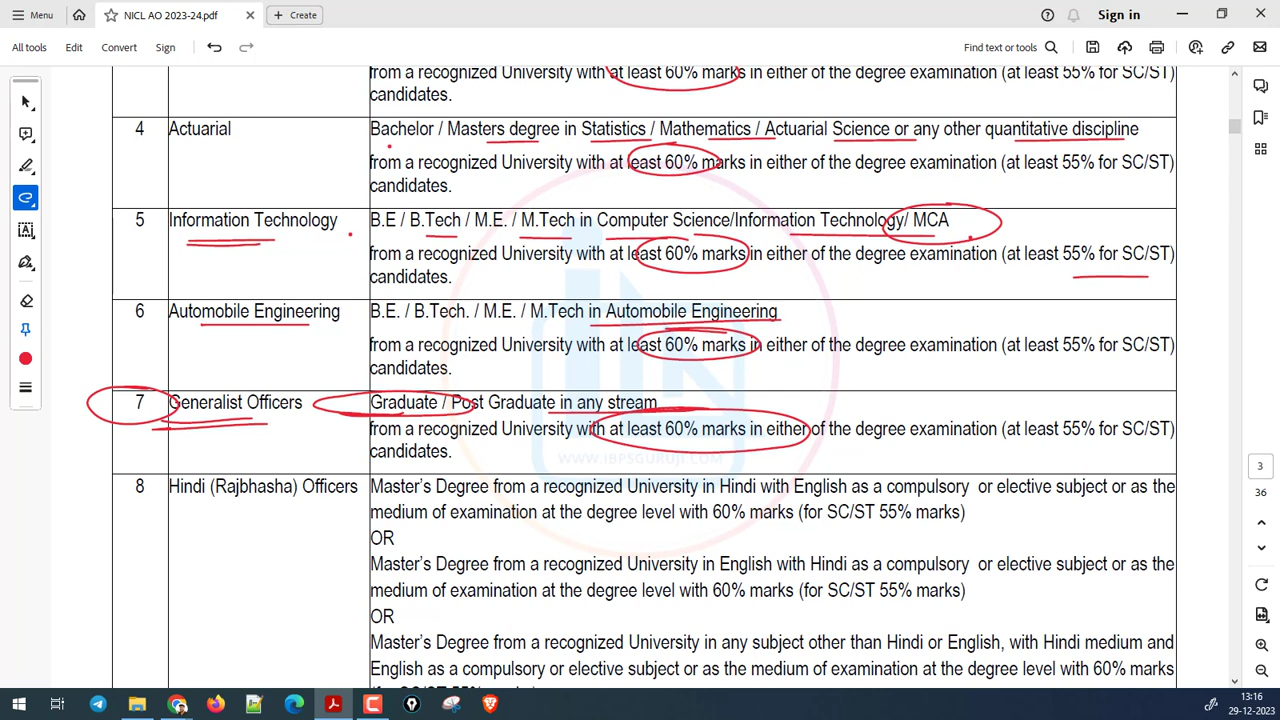 Menu
NICL AO 2023-24.pdf
Create
Sign in
All tools
Edit
Convert
Sign
Find text or tools
from a recognized University with at least 60% marks in either of the degree examination (at least 55% for SC/ST)
candidates.
4 Actuarial Bachelor / Masters degree in Statistics / Mathematics / Actuarial Science or any other quantitative discipline
from a recognized University with at least 60% marks in either of the degree examination (at least 55% for SC/ST)
candidates.
5 Information Technology B.E / B.Tech / M.E. / M.Tech in Computer Science/Information Technology/ MCA
from a recognized University with at least 60% marks in either of the degree examination (at least 55% for SC/ST)
candidates.
6 Automobile Engineering B.E. / B.Tech. / M.E. / M.Tech in Automobile Engineering
from a recognized University with at least 60% marks in either of the degree examination (at least 55% for SC/ST)
candidates.
7 Generalist Officers Graduate / Post Graduate in any stream
from a recognized University with at least 60% marks in either of the degree examination (at least 55% for SC/ST)
candidates.
WWW.IBPSGURUJI.COM
8 Hindi (Rajbhasha) Officers Master's Degree from a recognized University in Hindi with English as a compulsory or elective subject or as the
medium of examination at the degree level with 60% marks (for SC/ST 55% marks)
OR
Master's Degree from a recognized University in English with Hindi as a compulsory or elective subject or as the
medium of examination at the degree level with 60% marks (for SC/ST 55% marks)
OR
Master's Degree from a recognized University in any subject other than Hindi or English, with Hindi medium and
English as a compulsory or elective subject or as the medium of examination at the degree level with 60% marks
3
36
13:16
29-12-2023